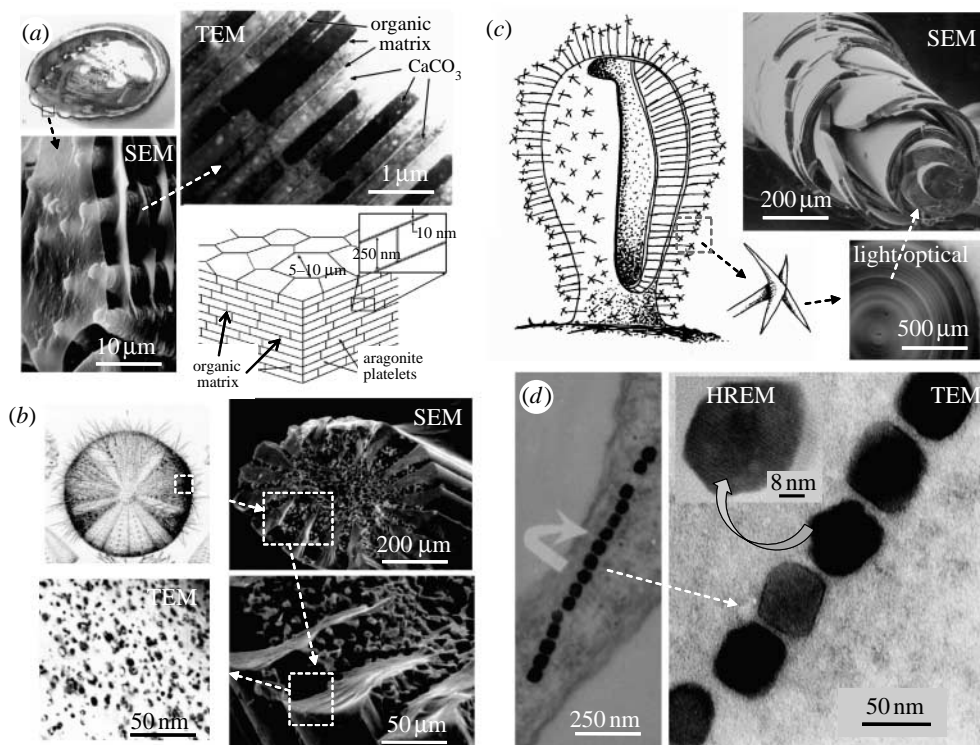 (a)
TEM
organic
matrix
CaCO3
1 μm
SEM
10 μm
10 nm
250 nm
5–10 μm
organic
matrix
aragonite
platelets
(b)
SEM
200 μm
TEM
50 nm
50 μm
(c)
SEM
200 μm
light optical
500 μm
(d)
250 nm
HREM
TEM
8 nm
50 nm